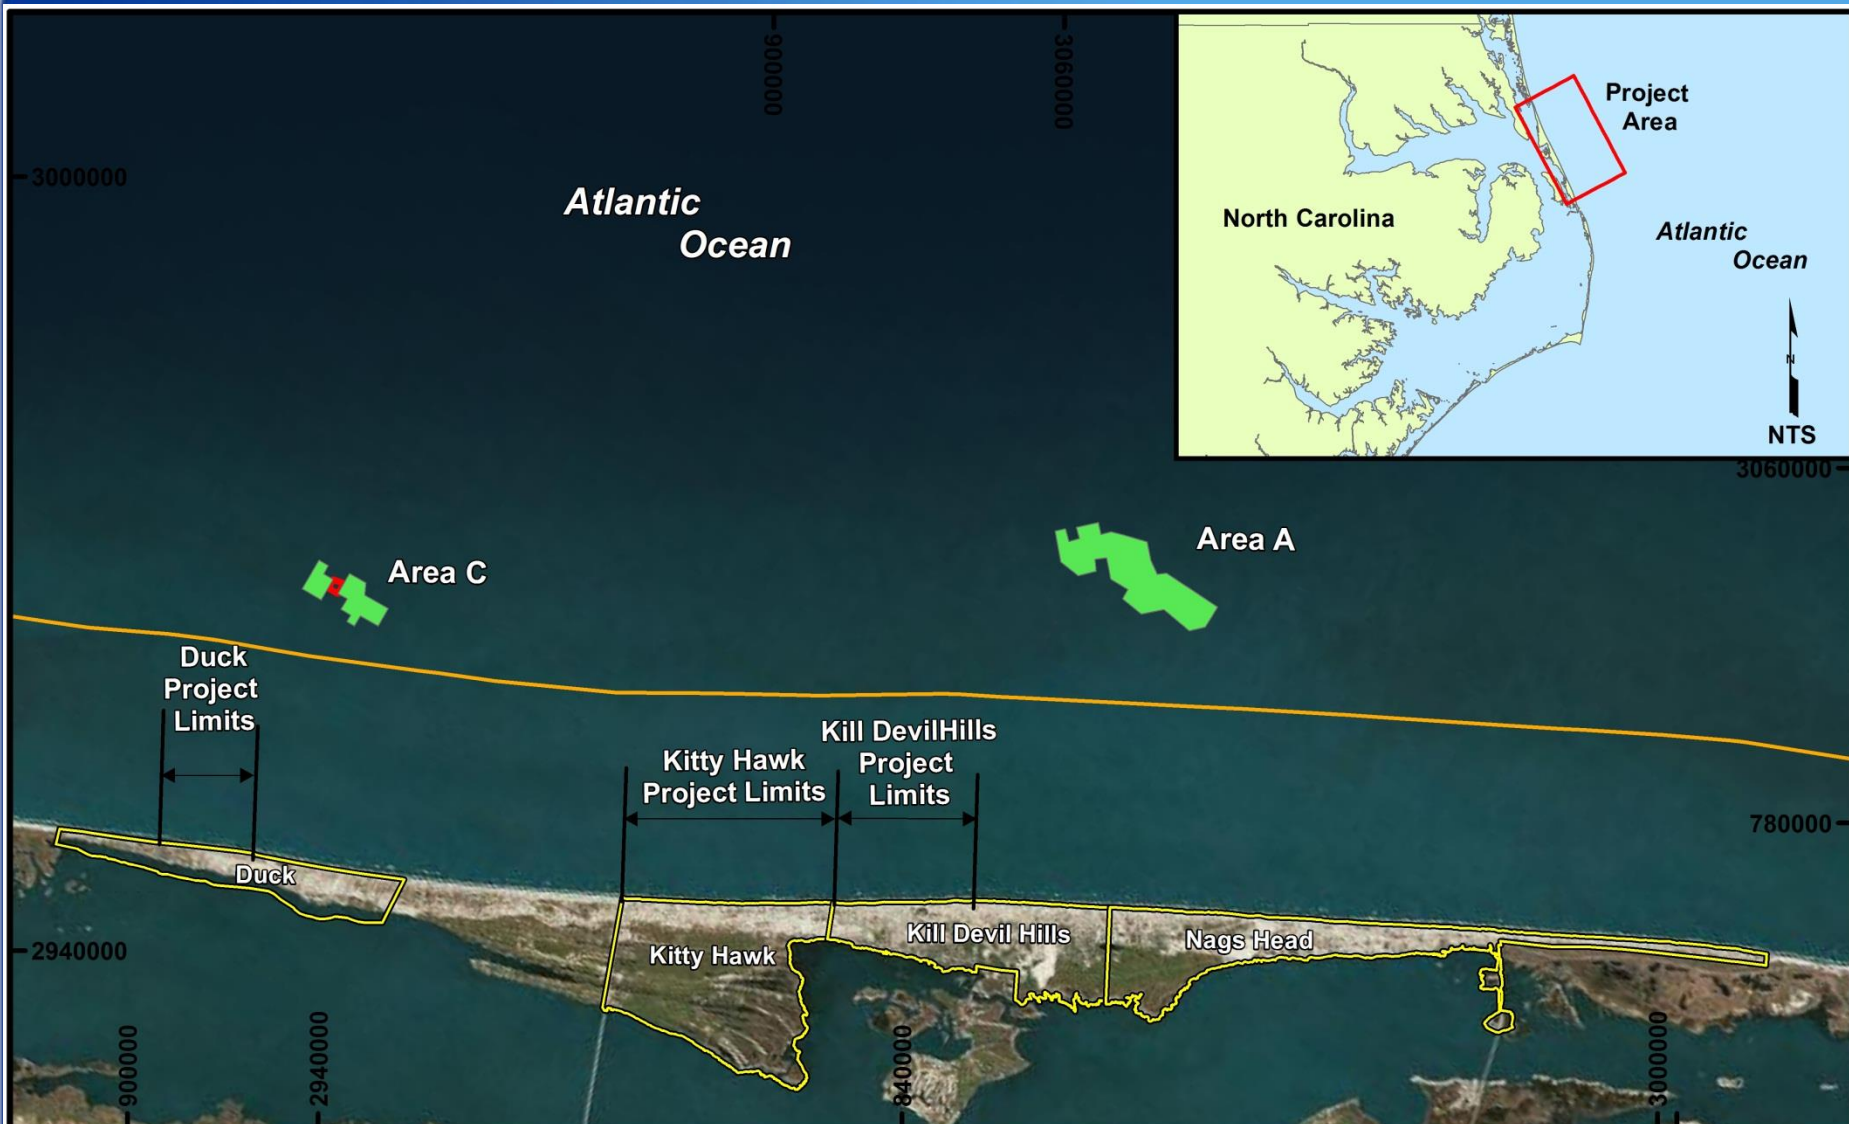 900000
3060000
3000000
Atlantic
Ocean
Project
Area
North Carolina
Atlantic
Ocean
N
NTS
3060000
Area A
Area C
Duck
Project
Limits
Kitty Hawk
Project Limits
Kill DevilHills
Project
Limits
780000
Duck
Kitty Hawk
Kill Devil Hills
Nags Head
2940000
900000
2940000
840000
3000000